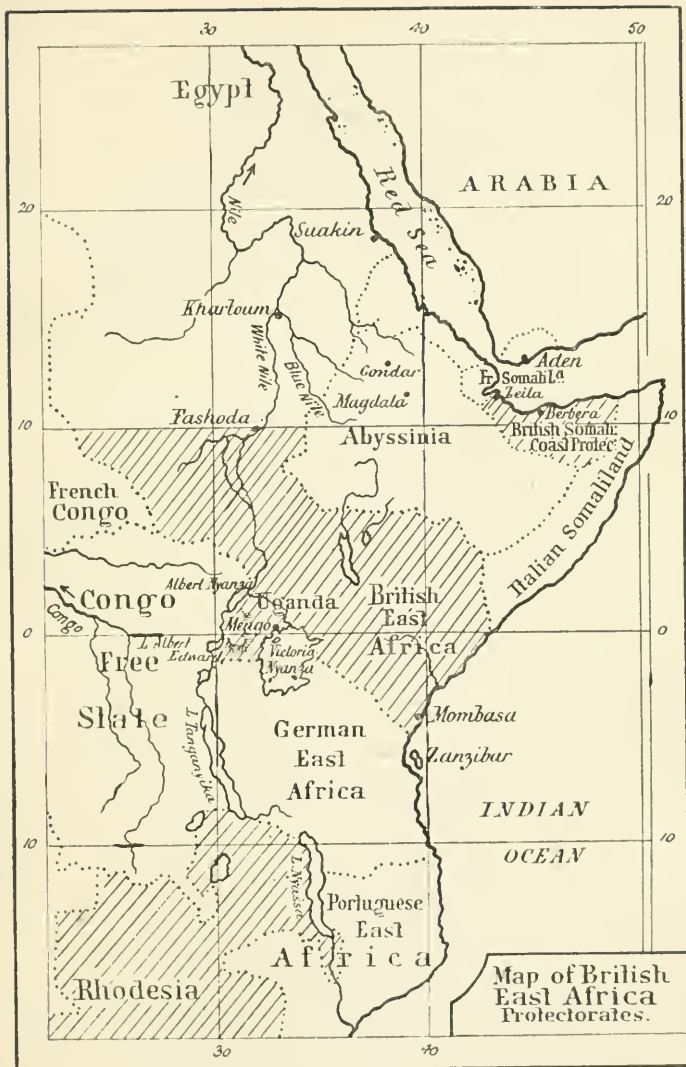 30
40
50
Egypt
Nile
Red Sea
ARABIA
20
20
Suakin
Khartoum
White Nile
Blue Nile
Gondar
Magdala
Aden
Fr Somali Ld.
Zeila
Berbera
British Somali
Coast Protec.
Fashoda
10
10
Abyssinia
French
Congo
Italian Somaliland
Albert Nyanza
Uganda
British
East
Africa
Mengo
Congo
Congo
0
0
L. Albert
Edward
Victoria
Nyanza
Free
State
L. Tanganyika
German
East
Africa
Mombasa
Zanzibar
INDIAN
OCEAN
10
10
L. Nyassa
Portuguese
East
Africa
Rhodesia
Map of British
East Africa
Protectorates.
30
40